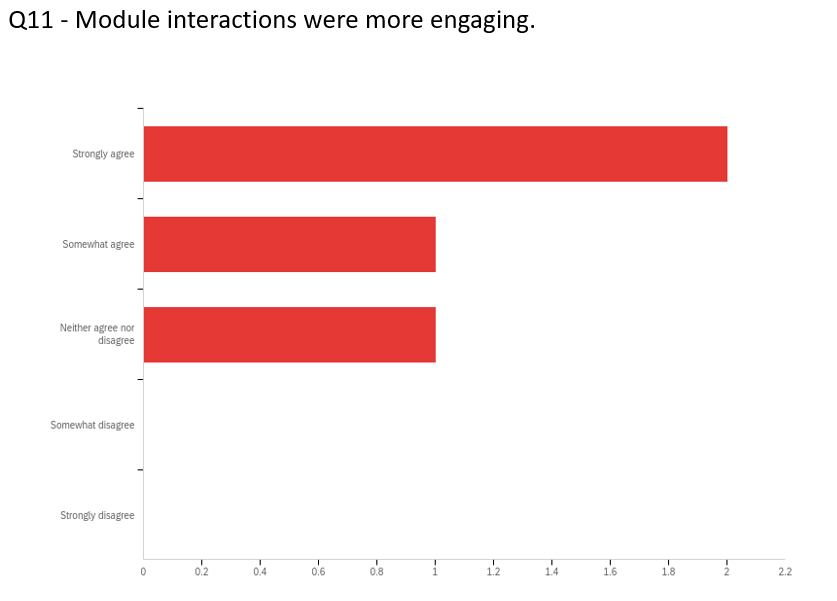 Q11 - Module interactions were more engaging.
Strongly agree
Somewhat agree
Neither agree nor
disagree
Somewhat disagree
Strongly disagree
0 0.2 0.4 0.6 0.8 1 1.2 1.4 1.6 1.8 2 2.2